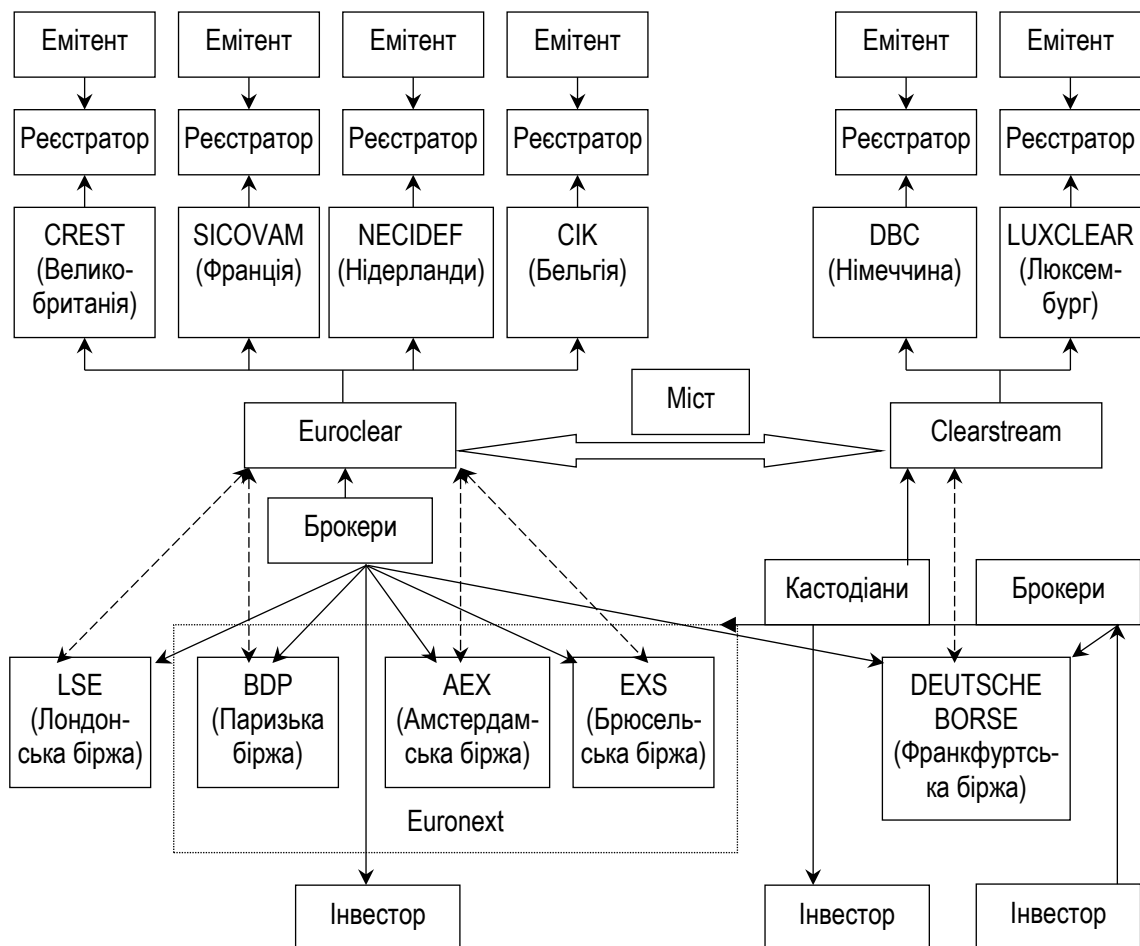 Емітент
Емітент
Емітент
Емітент
Емітент
Емітент
Реєстратор
Реєстратор
Реєстратор
Реєстратор
Реєстратор
Реєстратор
CREST
(Велико-
британія)
SICOVAM
(Франція)
NECIDEF
(Нідерланди)
CIK
(Бельгія)
DBC
(Німеччина)
LUXCLEAR
(Люксем-
бург)
Міст
Euroclear
Clearstream
Брокери
Кастодіани
Брокери
LSE
(Лондон-
ська біржа)
BDP
(Паризька
біржа)
AEX
(Амстердам-
ська біржа)
EXS
(Брюсель-
ська біржа)
DEUTSCHE
BORSE
(Франкфуртсь-
ка біржа)
Euronext
Інвестор
Інвестор
Інвестор